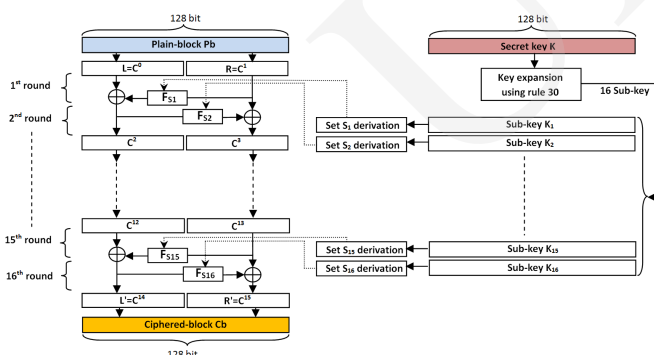 128 bit
128 bit
Plain-block Pb
Secret key K
L=C⁰
R=C¹
1ˢᵗ round
F_S1
Key expansion
using rule 30
16 Sub-key
2ⁿᵈ round
F_S2
Set S₁ derivation
Sub-key K₁
C²
C³
Set S₂ derivation
Sub-key K₂
C¹²
C¹³
15ᵗʰ round
F_S15
Set S₁₅ derivation
Sub-key K₁₅
16ᵗʰ round
F_S16
Set S₁₆ derivation
Sub-key K₁₆
L'=C¹⁴
R'=C¹⁵
Ciphered-block Cb
128 bit